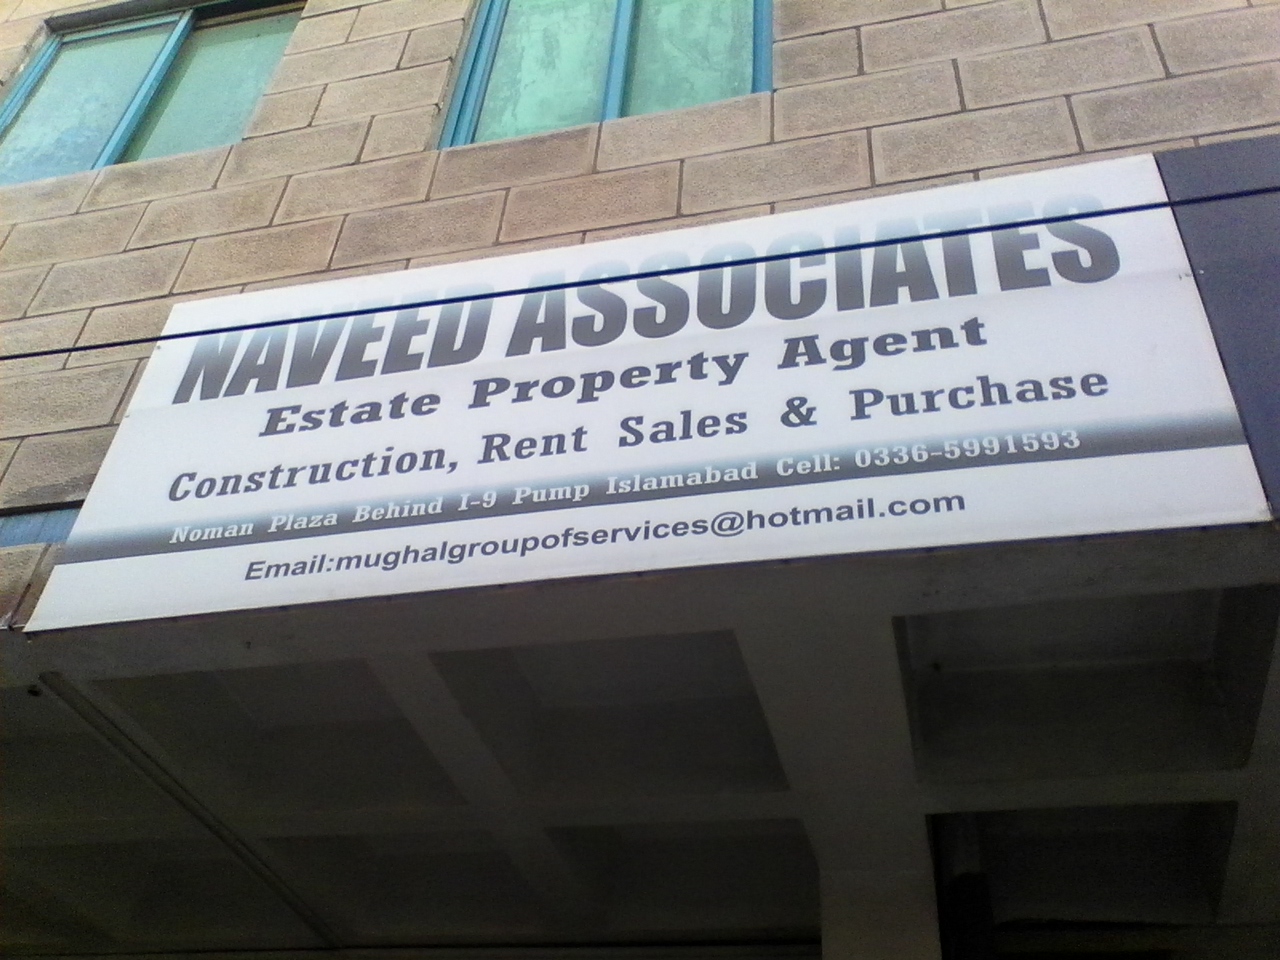 NAVEED ASSOCIATES
Estate Property Agent
Construction, Rent Sales & Purchase
Noman Plaza Behind I-9 Pump Islamabad Cell: 0336-5991593
Email:mughalgroupofservices@hotmail.com